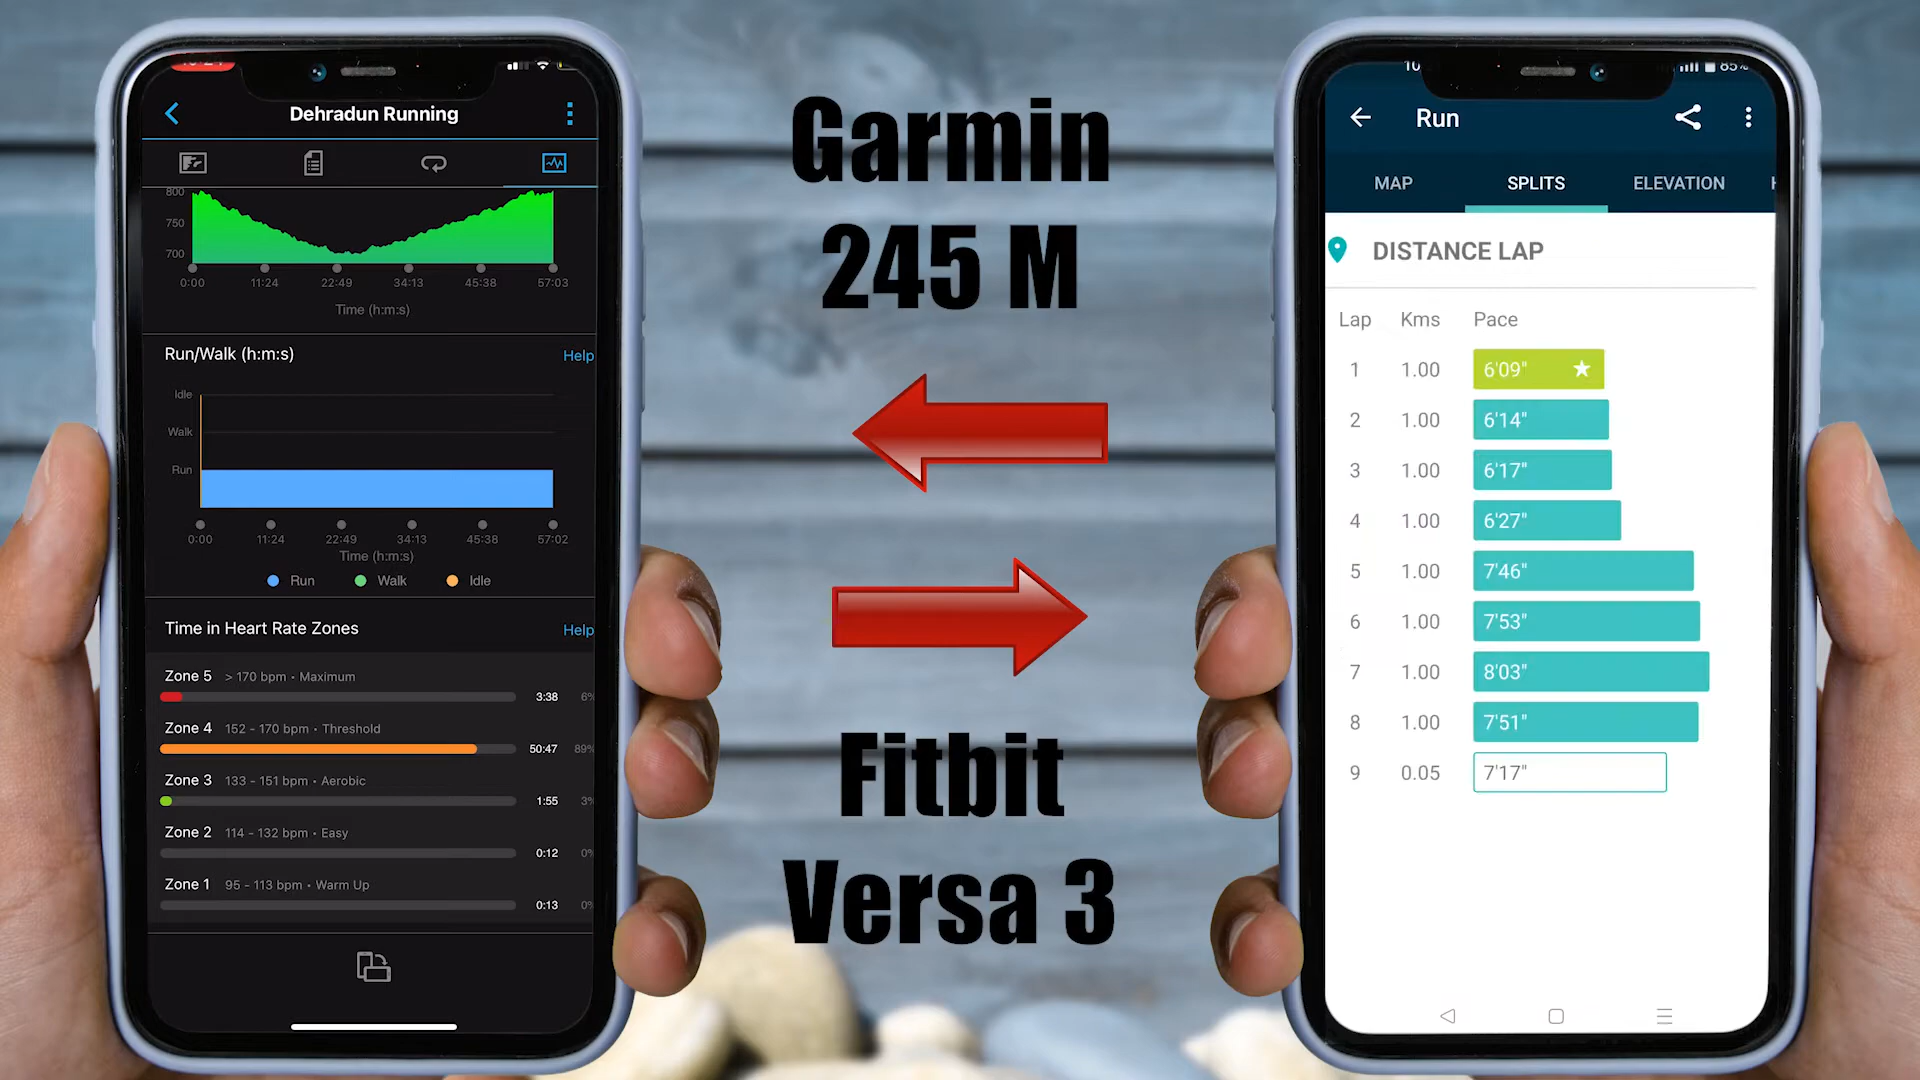 Dehradun Running
800
750
700
0:00 11:24 22:49 34:13 45:38 57:03
Time (h:m:s)
Run/Walk (h:m:s) Help
Idle
Walk
Run
0:00 11:24 22:49 34:13 45:38 57:02
Time (h:m:s)
Run Walk Idle
Time in Heart Rate Zones Help
Zone 5 > 170 bpm • Maximum
3:38 6%
Zone 4 152 - 170 bpm • Threshold
50:47 89%
Zone 3 133 - 151 bpm • Aerobic
1:55 3%
Zone 2 114 - 132 bpm • Easy
0:12 0%
Zone 1 95 - 113 bpm • Warm Up
0:13 0%
Garmin
245 M
Fitbit
Versa 3
85%
Run
MAP SPLITS ELEVATION
DISTANCE LAP
Lap Kms Pace
1 1.00 6'09"
2 1.00 6'14"
3 1.00 6'17"
4 1.00 6'27"
5 1.00 7'46"
6 1.00 7'53"
7 1.00 8'03"
8 1.00 7'51"
9 0.05 7'17"